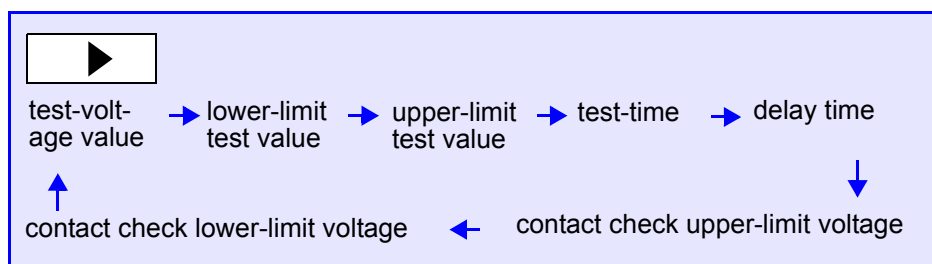 test-volt-
age value
lower-limit
test value
upper-limit
test value
test-time
delay time
contact check lower-limit voltage
contact check upper-limit voltage